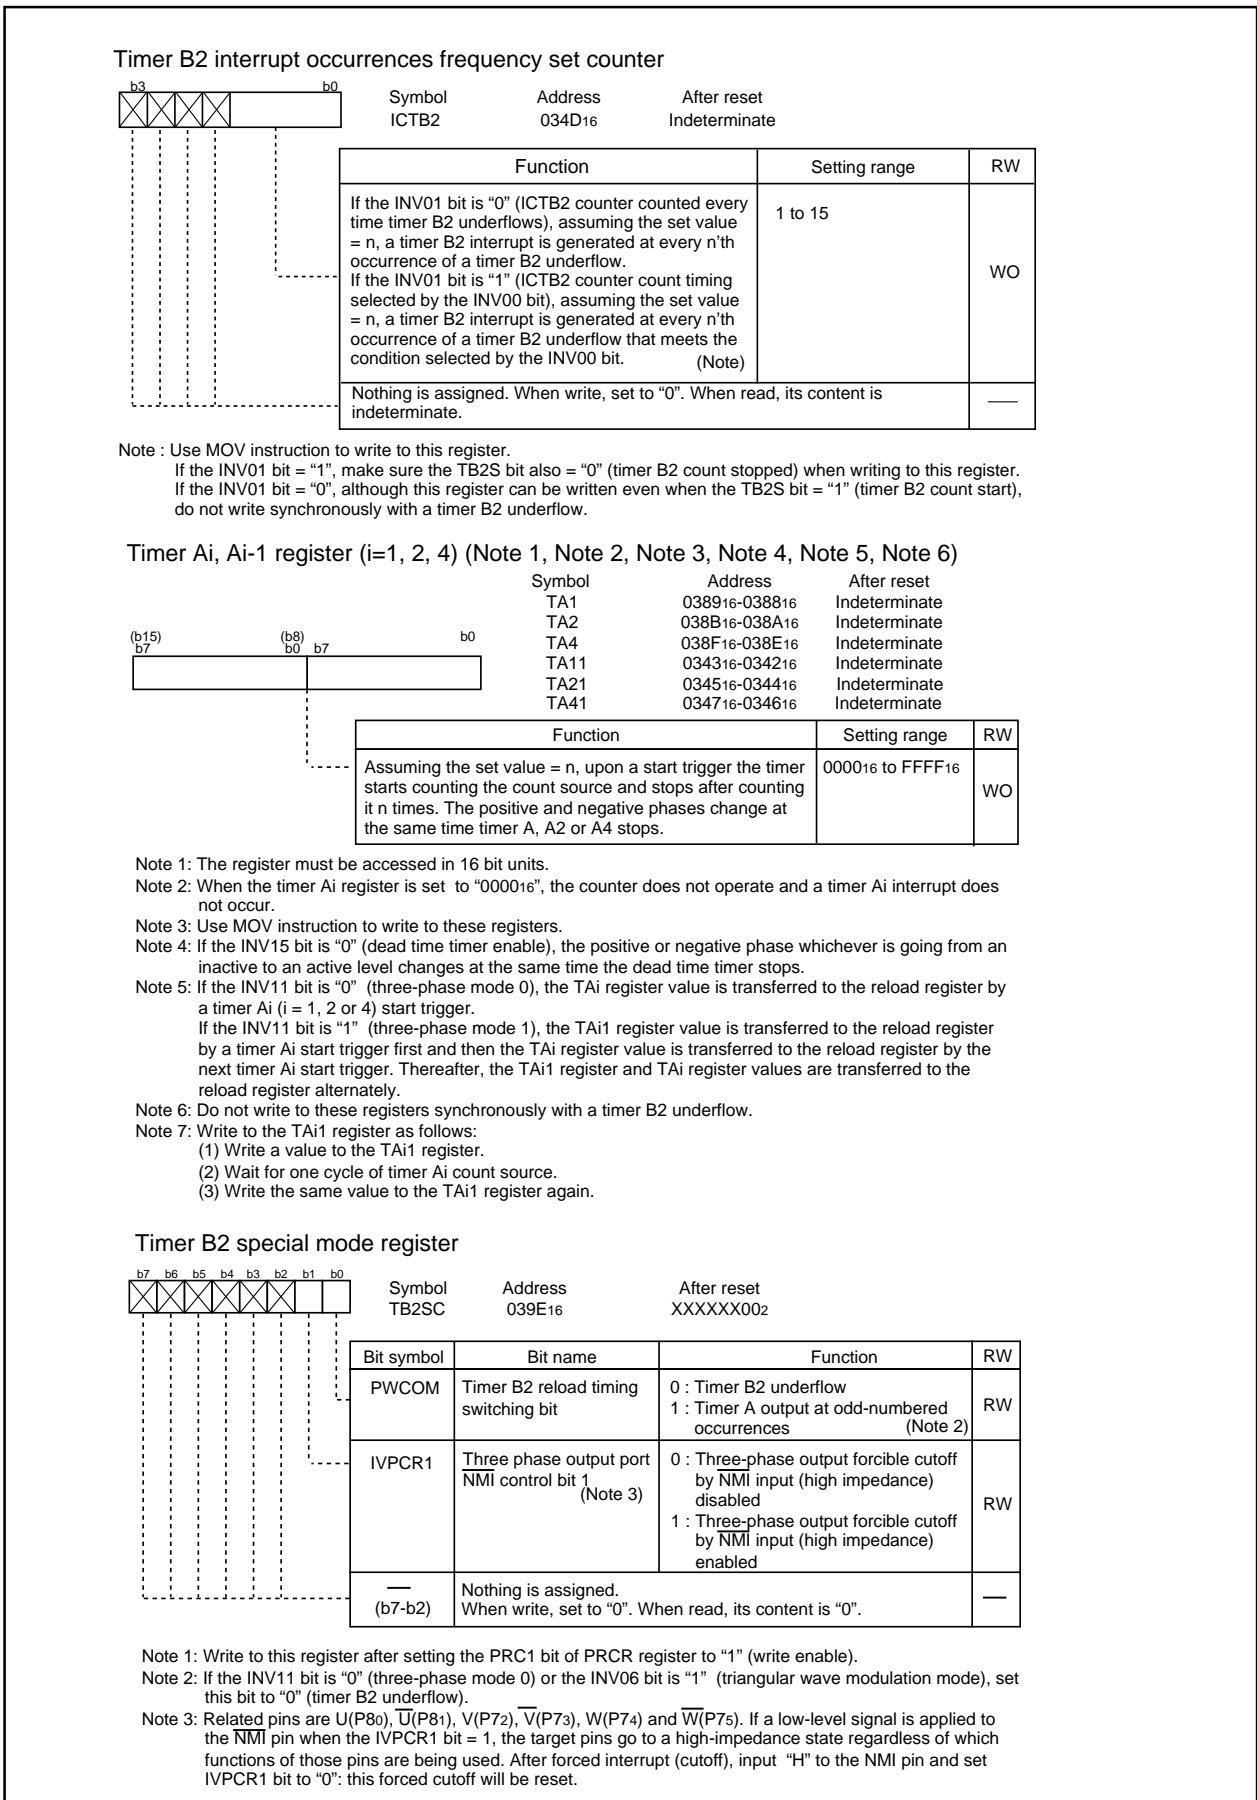 Timer B2 interrupt occurrences frequency set counter
b3 b0
Symbol Address After reset
ICTB2 034D16 Indeterminate
Function Setting range RW
If the INV01 bit is “0” (ICTB2 counter counted every
time timer B2 underflows), assuming the set value
= n, a timer B2 interrupt is generated at every n’th
occurrence of a timer B2 underflow.
If the INV01 bit is “1” (ICTB2 counter count timing
selected by the INV00 bit), assuming the set value
= n, a timer B2 interrupt is generated at every n’th
occurrence of a timer B2 underflow that meets the
condition selected by the INV00 bit. (Note)
1 to 15
WO
Nothing is assigned. When write, set to “0”. When read, its content is
indeterminate.
—
Note : Use MOV instruction to write to this register.
If the INV01 bit = “1”, make sure the TB2S bit also = “0” (timer B2 count stopped) when writing to this register.
If the INV01 bit = “0”, although this register can be written even when the TB2S bit = “1” (timer B2 count start),
do not write synchronously with a timer B2 underflow.
Timer Ai, Ai-1 register (i=1, 2, 4) (Note 1, Note 2, Note 3, Note 4, Note 5, Note 6)
Symbol Address After reset
TA1 038916-038816 Indeterminate
TA2 038B16-038A16 Indeterminate
TA4 038F16-038E16 Indeterminate
TA11 034316-034216 Indeterminate
TA21 034516-034416 Indeterminate
TA41 034716-034616 Indeterminate
(b15) (b8)
b7 b0 b7 b0
Function Setting range RW
Assuming the set value = n, upon a start trigger the timer
starts counting the count source and stops after counting
it n times. The positive and negative phases change at
the same time timer A, A2 or A4 stops.
000016 to FFFF16
WO
Note 1: The register must be accessed in 16 bit units.
Note 2: When the timer Ai register is set to “000016”, the counter does not operate and a timer Ai interrupt does
not occur.
Note 3: Use MOV instruction to write to these registers.
Note 4: If the INV15 bit is “0” (dead time timer enable), the positive or negative phase whichever is going from an
inactive to an active level changes at the same time the dead time timer stops.
Note 5: If the INV11 bit is “0” (three-phase mode 0), the TAi register value is transferred to the reload register by
a timer Ai (i = 1, 2 or 4) start trigger.
If the INV11 bit is “1” (three-phase mode 1), the TAi1 register value is transferred to the reload register
by a timer Ai start trigger first and then the TAi register value is transferred to the reload register by the
next timer Ai start trigger. Thereafter, the TAi1 register and TAi register values are transferred to the
reload register alternately.
Note 6: Do not write to these registers synchronously with a timer B2 underflow.
Note 7: Write to the TAi1 register as follows:
(1) Write a value to the TAi1 register.
(2) Wait for one cycle of timer Ai count source.
(3) Write the same value to the TAi1 register again.
Timer B2 special mode register
b7 b6 b5 b4 b3 b2 b1 b0
Symbol Address After reset
TB2SC 039E16 XXXXXX002
Bit symbol Bit name Function RW
PWCOM
Timer B2 reload timing
switching bit
0 : Timer B2 underflow
1 : Timer A output at odd-numbered
occurrences (Note 2)
RW
IVPCR1
Three phase output port
N̅M̅I̅ control bit 1
(Note 3)
0 : Three-phase output forcible cutoff
by N̅M̅I̅ input (high impedance)
disabled
1 : Three-phase output forcible cutoff
by N̅M̅I̅ input (high impedance)
enabled
RW
—
(b7-b2)
Nothing is assigned.
When write, set to “0”. When read, its content is “0”.
—
Note 1: Write to this register after setting the PRC1 bit of PRCR register to “1” (write enable).
Note 2: If the INV11 bit is “0” (three-phase mode 0) or the INV06 bit is “1” (triangular wave modulation mode), set
this bit to “0” (timer B2 underflow).
Note 3: Related pins are U(P80), U̅(P81), V(P72), V̅(P73), W(P74) and W̅(P75). If a low-level signal is applied to
the N̅M̅I̅ pin when the IVPCR1 bit = 1, the target pins go to a high-impedance state regardless of which
functions of those pins are being used. After forced interrupt (cutoff), input “H” to the NMI pin and set
IVPCR1 bit to “0”: this forced cutoff will be reset.